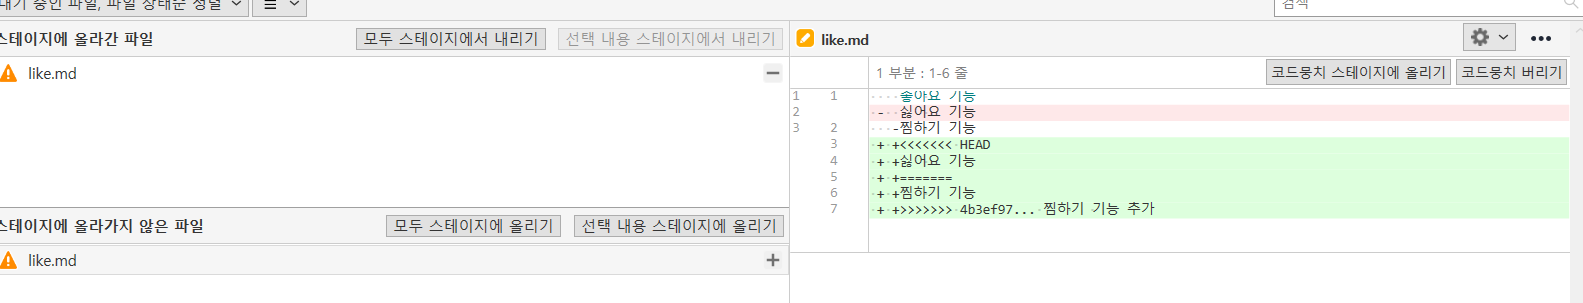 내기 중인 파일, 파일 상태순 정렬
검색
스테이지에 올라간 파일
모두 스테이지에서 내리기
선택 내용 스테이지에서 내리기
like.md
스테이지에 올라가지 않은 파일
모두 스테이지에 올리기
선택 내용 스테이지에 올리기
like.md
like.md
1 부분 : 1-6 줄
코드뭉치 스테이지에 올리기
코드뭉치 버리기
1 1 좋아요 기능
2 - 싫어요 기능
3 2 -찜하기 기능
3 + +<<<<<<< HEAD
4 + +싫어요 기능
5 + +=======
6 + +찜하기 기능
7 + +>>>>>>> 4b3ef97... 찜하기 기능 추가